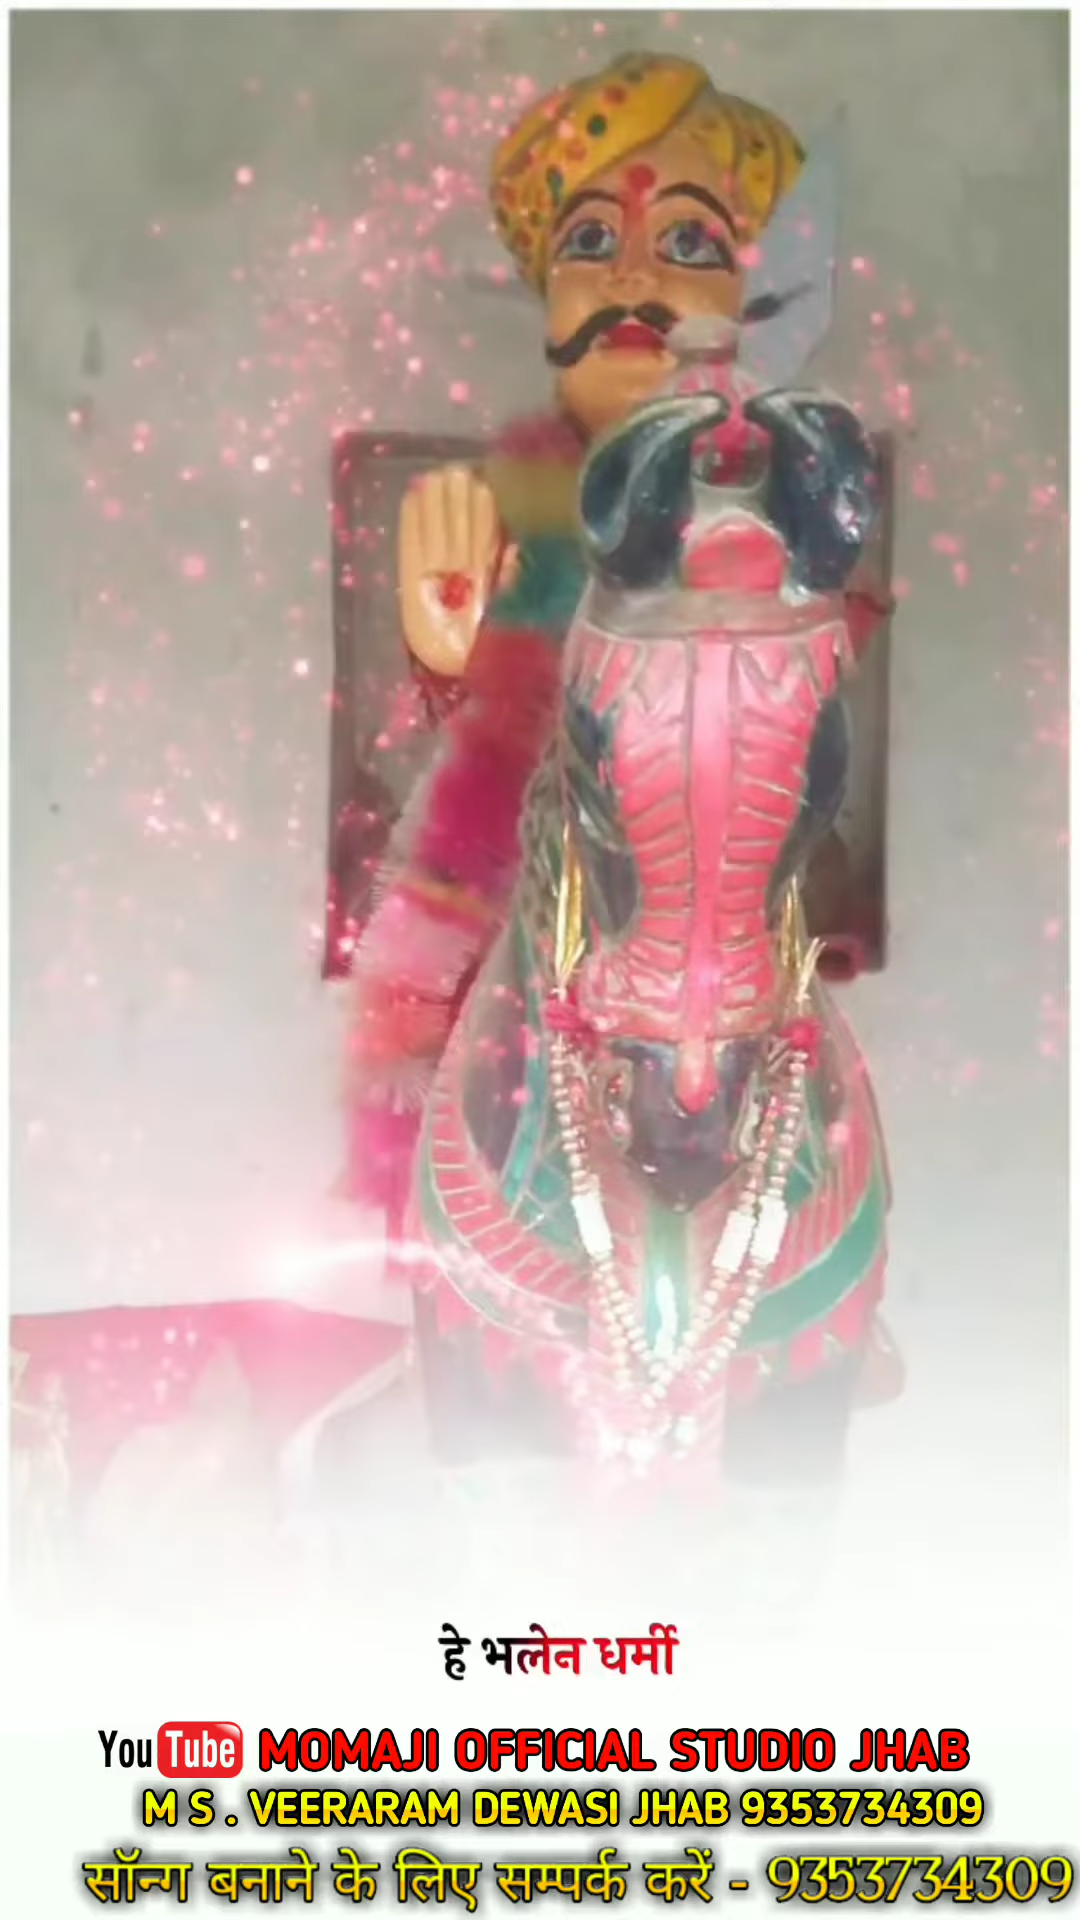 हे भलेन धर्मी
YouTube MOMAJI OFFICIAL STUDIO JHAB
M S . VEERARAM DEWASI JHAB 9353734309
सॉन्ग बनाने के लिए सम्पर्क करें - 9353734309